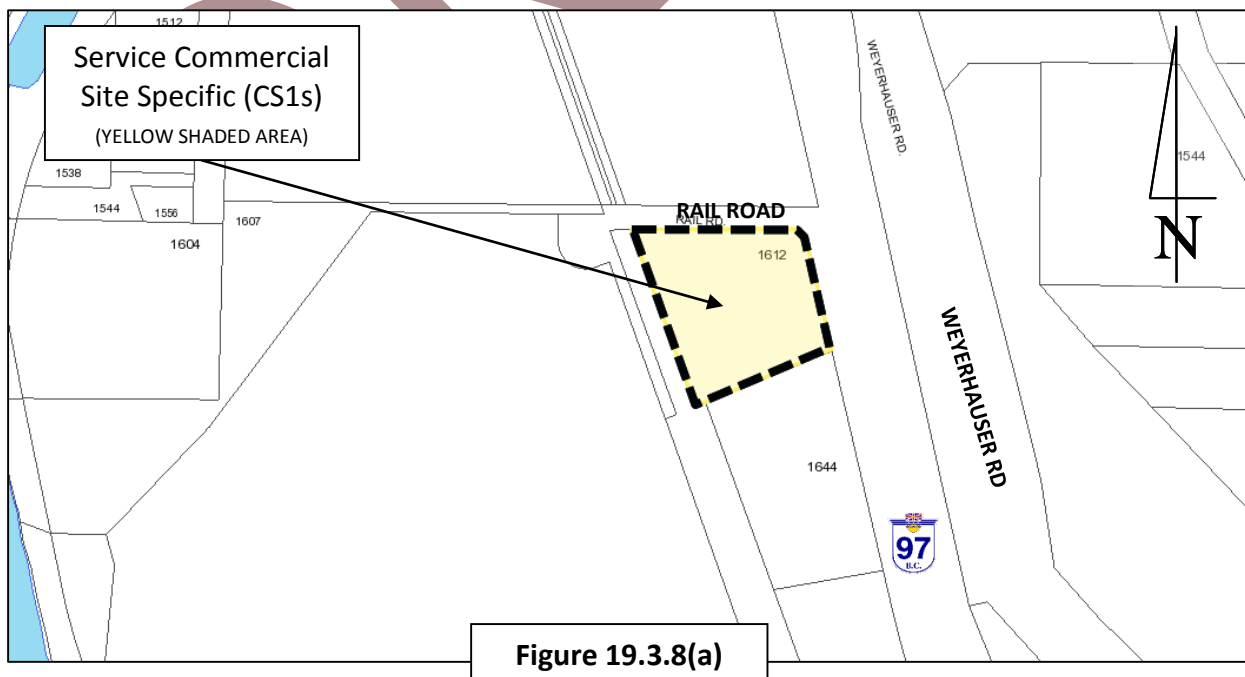 1512
Service Commercial
Site Specific (CS1s)
(YELLOW SHADED AREA)
WEYERHAUSER RD.
1544
1538
1544
1556
1607
1604
RAIL ROAD
RAIL RD.
1612
N
WEYERHAUSER RD
1644
97
B.C.
Figure 19.3.8(a)